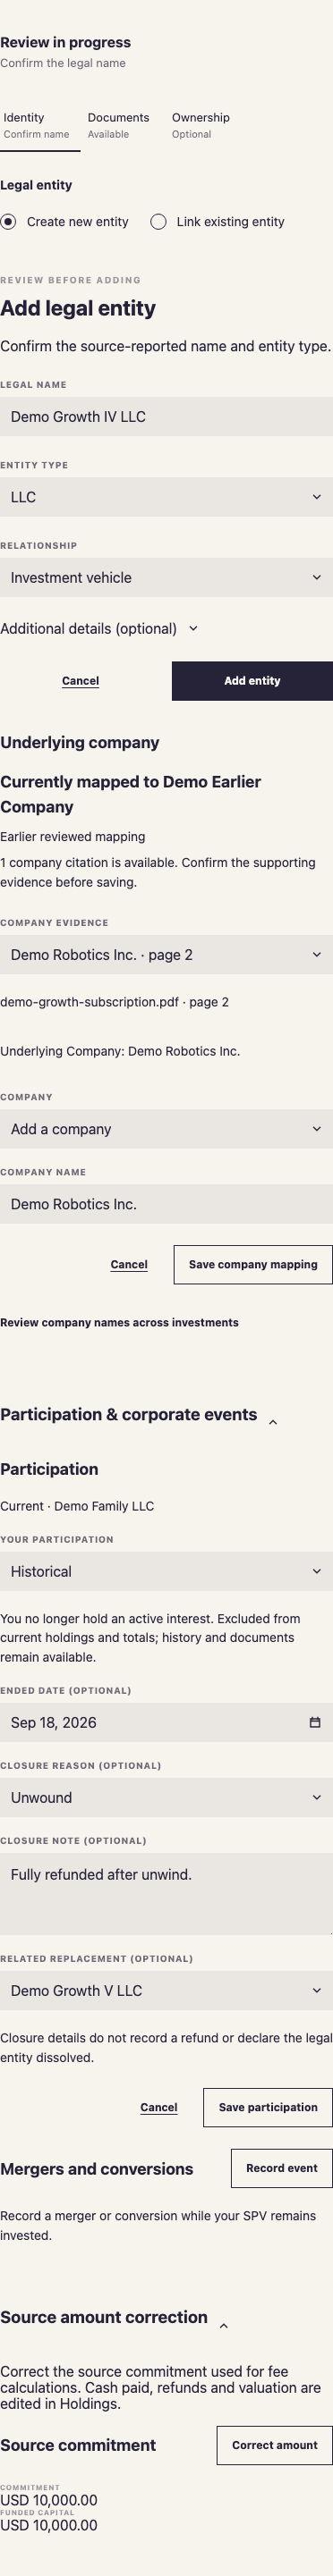 Review in progress
Confirm the legal name
Identity Documents Ownership
Confirm name Available Optional
Legal entity
Create new entity Link existing entity
REVIEW BEFORE ADDING
Add legal entity
Confirm the source-reported name and entity type.
LEGAL NAME
Demo Growth IV LLC
ENTITY TYPE
LLC
RELATIONSHIP
Investment vehicle
Additional details (optional)
Cancel Add entity
Underlying company
Currently mapped to Demo Earlier
Company
Earlier reviewed mapping
1 company citation is available. Confirm the supporting
evidence before saving.
COMPANY EVIDENCE
Demo Robotics Inc. · page 2
demo-growth-subscription.pdf · page 2
Underlying Company: Demo Robotics Inc.
COMPANY
Add a company
COMPANY NAME
Demo Robotics Inc.
Cancel Save company mapping
Review company names across investments
Participation & corporate events
Participation
Current · Demo Family LLC
YOUR PARTICIPATION
Historical
You no longer hold an active interest. Excluded from
current holdings and totals; history and documents
remain available.
ENDED DATE (OPTIONAL)
Sep 18, 2026
CLOSURE REASON (OPTIONAL)
Unwound
CLOSURE NOTE (OPTIONAL)
Fully refunded after unwind.
RELATED REPLACEMENT (OPTIONAL)
Demo Growth V LLC
Closure details do not record a refund or declare the legal
entity dissolved.
Cancel Save participation
Mergers and conversions Record event
Record a merger or conversion while your SPV remains
invested.
Source amount correction
Correct the source commitment used for fee
calculations. Cash paid, refunds and valuation are
edited in Holdings.
Source commitment Correct amount
COMMITMENT
USD 10,000.00
FUNDED CAPITAL
USD 10,000.00